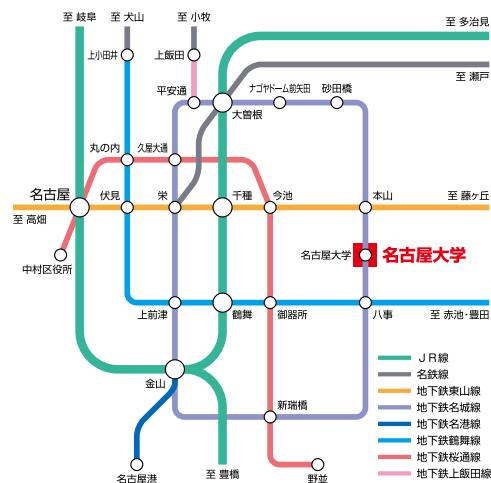 至 岐阜
至 犬山
至 小牧
至 多治見
上小田井
上飯田
至 瀬戸
平安通
ナゴヤドーム前矢田
砂田橋
大曽根
丸の内
久屋大通
名古屋
伏見
栄
千種
今池
本山
至 藤ヶ丘
至 高畑
中村区役所
名古屋大学
名古屋大学
上前津
鶴舞
御器所
八事
至 赤池・豊田
金山
新瑞橋
名古屋港
至 豊橋
野並
JR線
名鉄線
地下鉄東山線
地下鉄名城線
地下鉄名港線
地下鉄鶴舞線
地下鉄桜通線
地下鉄上飯田線